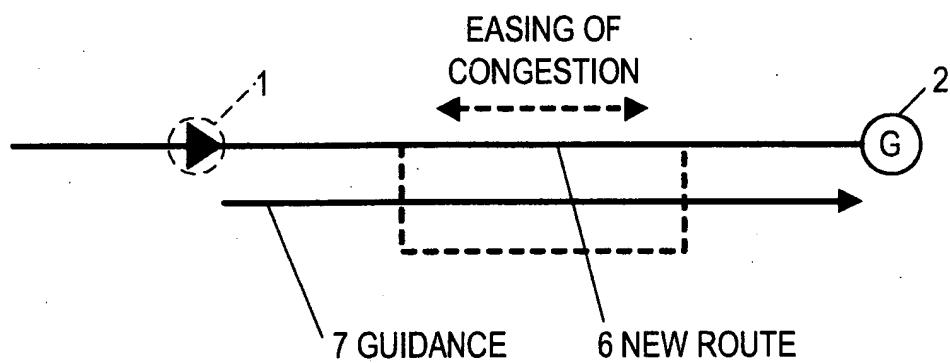 EASING OF
CONGESTION
1
2
G
7 GUIDANCE
6 NEW ROUTE